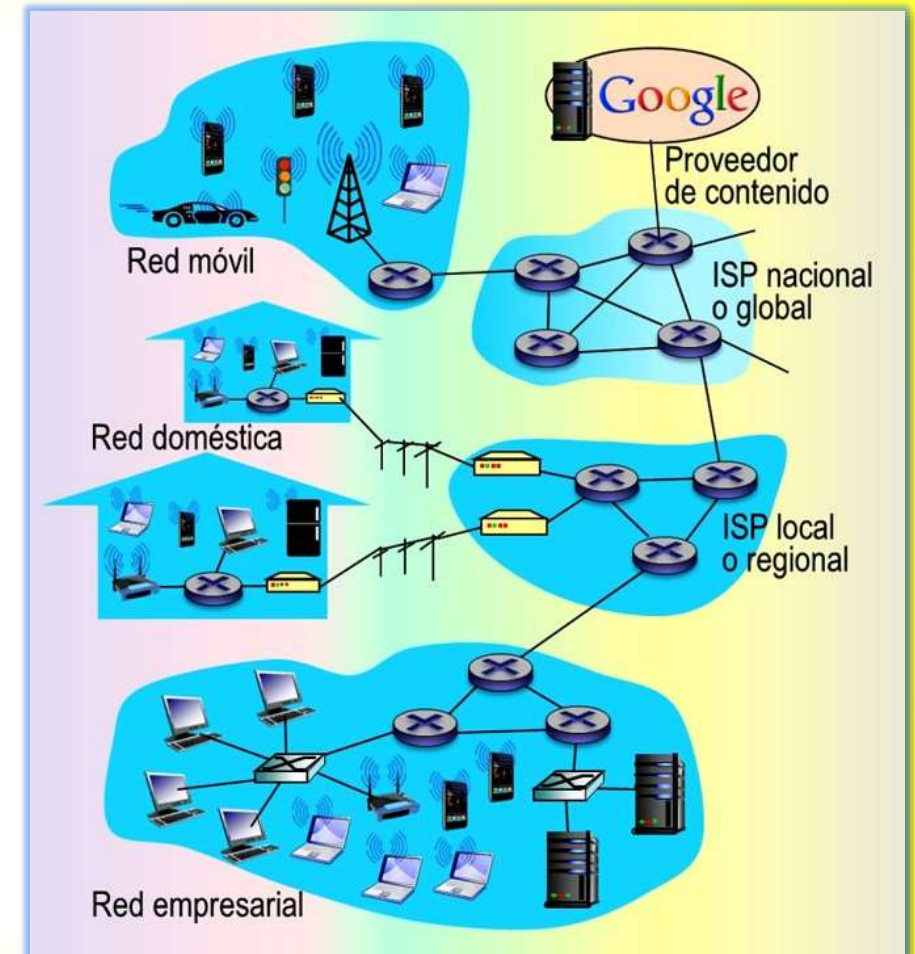 Google
Proveedor
de contenido
Red móvil
ISP nacional
o global
Red doméstica
ISP local
o regional
Red empresarial